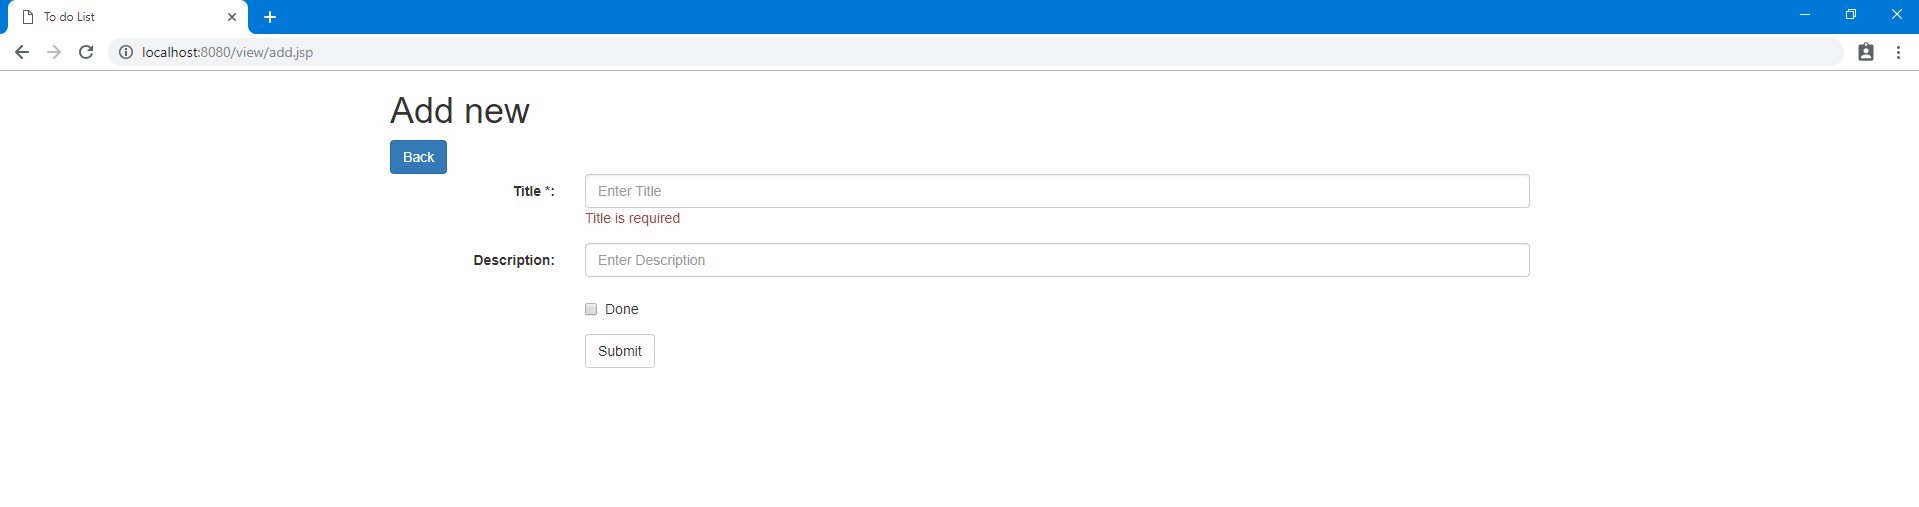 To do List
localhost:8080/view/add.jsp
Add new
Back
Title *:
Enter Title
Title is required
Description:
Enter Description
Done
Submit